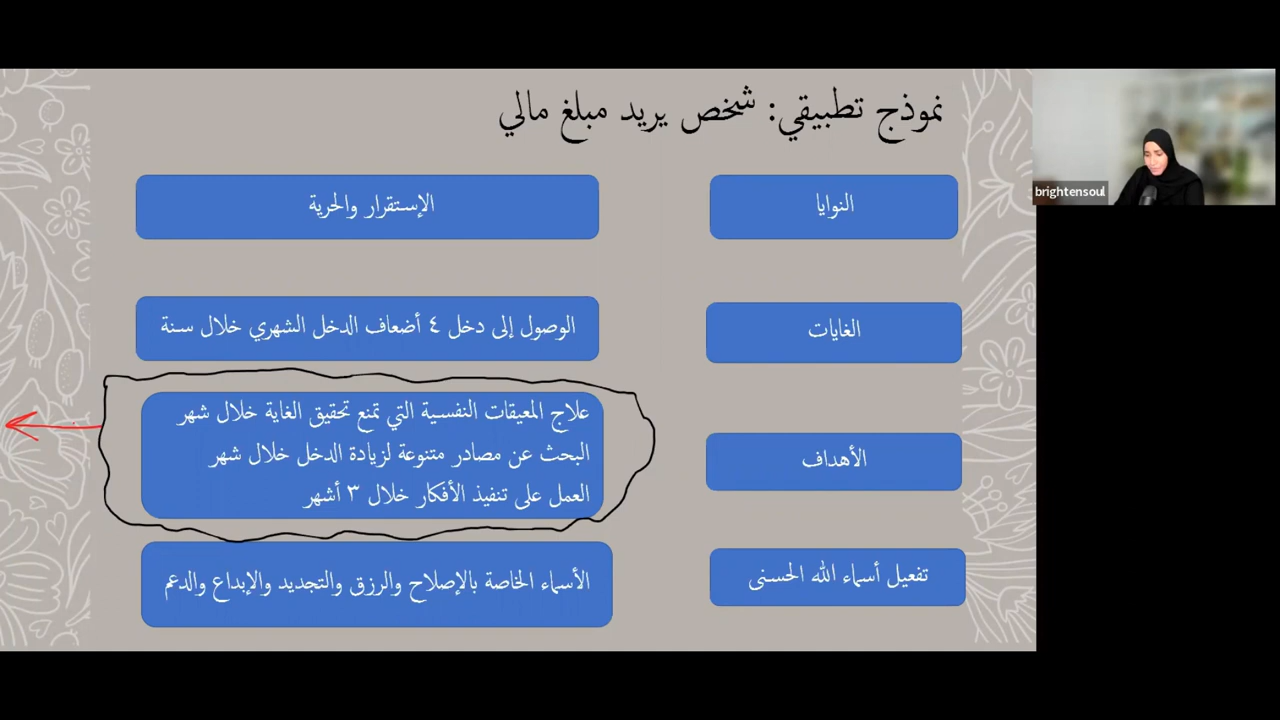 نموذج تطبيقي: شخص يريد مبلغ مالي
النوايا
الإستقرار والحرية
الغايات
الوصول إلى دخل ٤ أضعاف الدخل الشهري خلال سنة
الأهداف
علاج المعيقات النفسية التي تمنع تحقيق الغاية خلال شهر
البحث عن مصادر متنوعة لزيادة الدخل خلال شهر
العمل على تنفيذ الأفكار خلال ٣ أشهر
تفعيل أسماء الله الحسنى
الأسماء الخاصة بالإصلاح والرزق والتجديد والإبداع والدعم
brightensoul